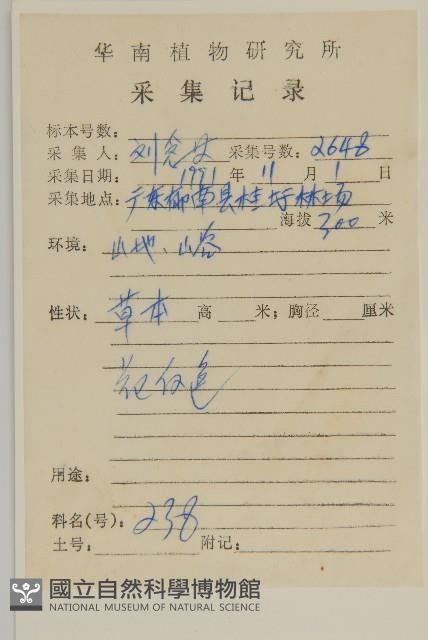 华南植物研究所
采集记录
标本号数：
采集人： 刘念 采集号数： 2648
采集日期： 1991 年 11 月 1 日
采集地点： 广东郁南县桂圩林场
海拔 300 米
环境： 山地、山谷
性状： 草本 高 米；胸径 厘米
花白色
用途：
科名(号)： 238
土号： 附记：
國立自然科學博物館
NATIONAL MUSEUM OF NATURAL SCIENCE